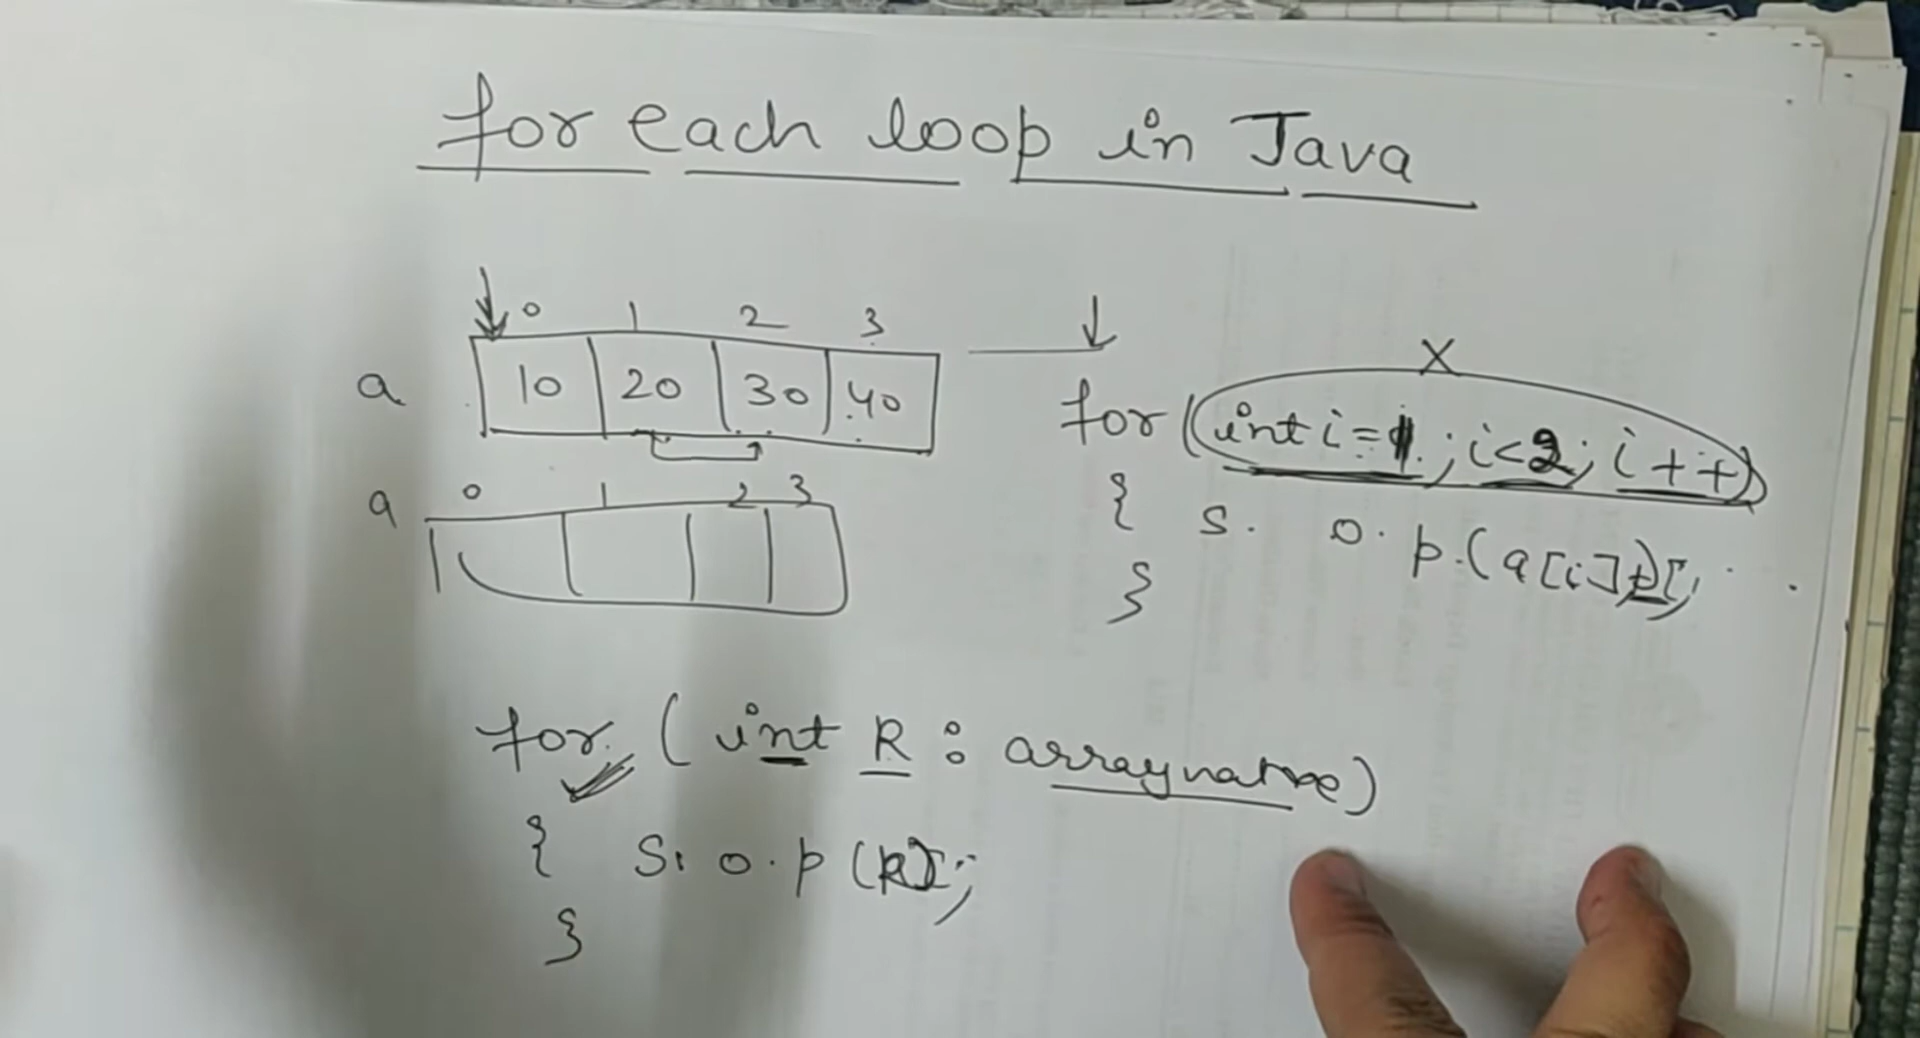 for each loop in Java
0 1 2 3
a 10 20 30 40
a 0 1 2 3
X
for (int i=1; i<2; i++)
{ S. o. p. (a[i]);
}
for (int R : arrayname)
{ S. o. p (R);
}